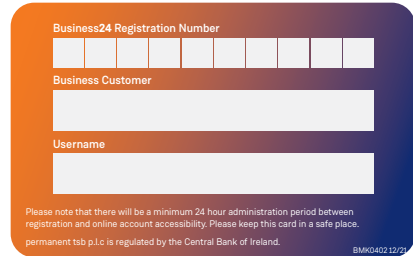 Business24 Registration Number
Business Customer
Username
Please note that there will be a minimum 24 hour administration period between
registration and online account accessibility. Please keep this card in a safe place.
permanent tsb p.l.c is regulated by the Central Bank of Ireland.
BMK0402 12/21